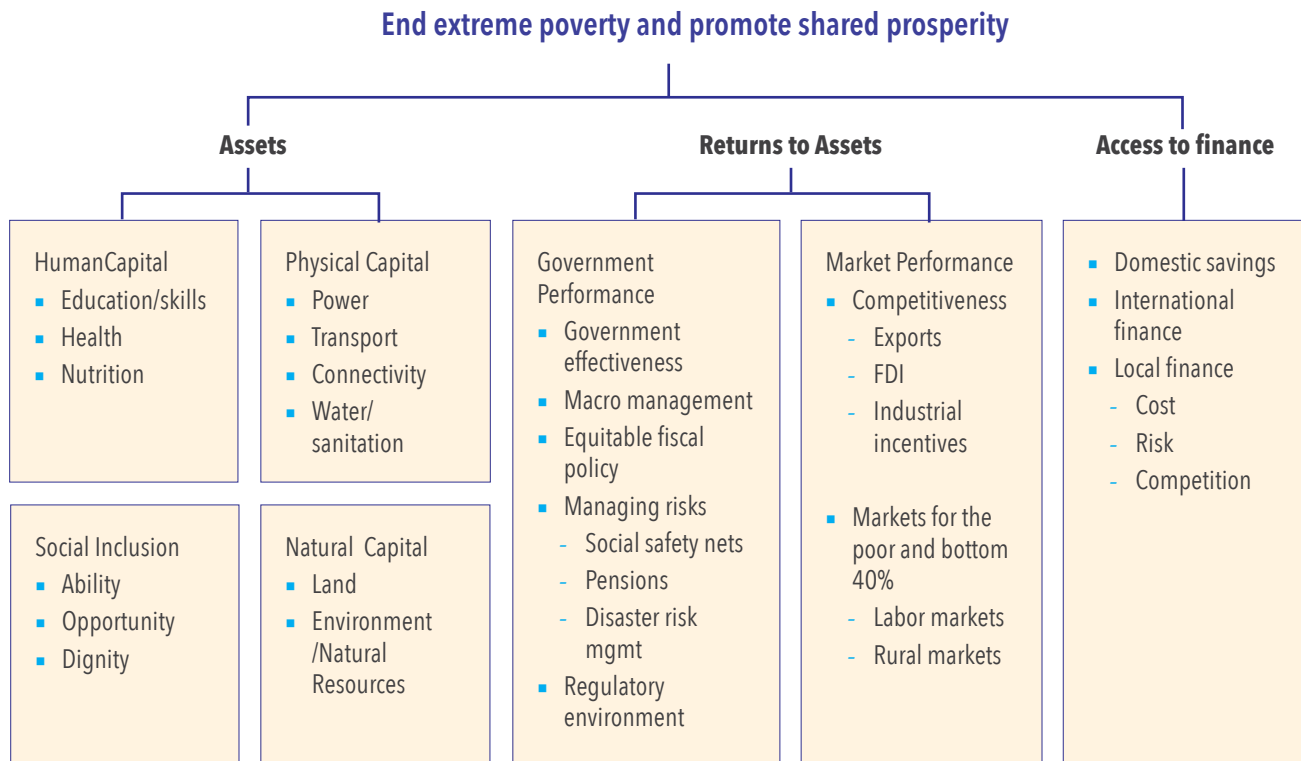 End extreme poverty and promote shared prosperity
Assets
Returns to Assets
Access to finance
HumanCapital
Education/skills
Health
Nutrition
Physical Capital
Power
Transport
Connectivity
Water/
sanitation
Social Inclusion
Ability
Opportunity
Dignity
Natural Capital
Land
Environment
/Natural
Resources
Government
Performance
Government
effectiveness
Macro management
Equitable fiscal
policy
Managing risks
- Social safety nets
- Pensions
- Disaster risk
mgmt
Regulatory
environment
Market Performance
Competitiveness
- Exports
- FDI
- Industrial
incentives
Markets for the
poor and bottom
40%
- Labor markets
- Rural markets
Domestic savings
International
finance
Local finance
- Cost
- Risk
- Competition